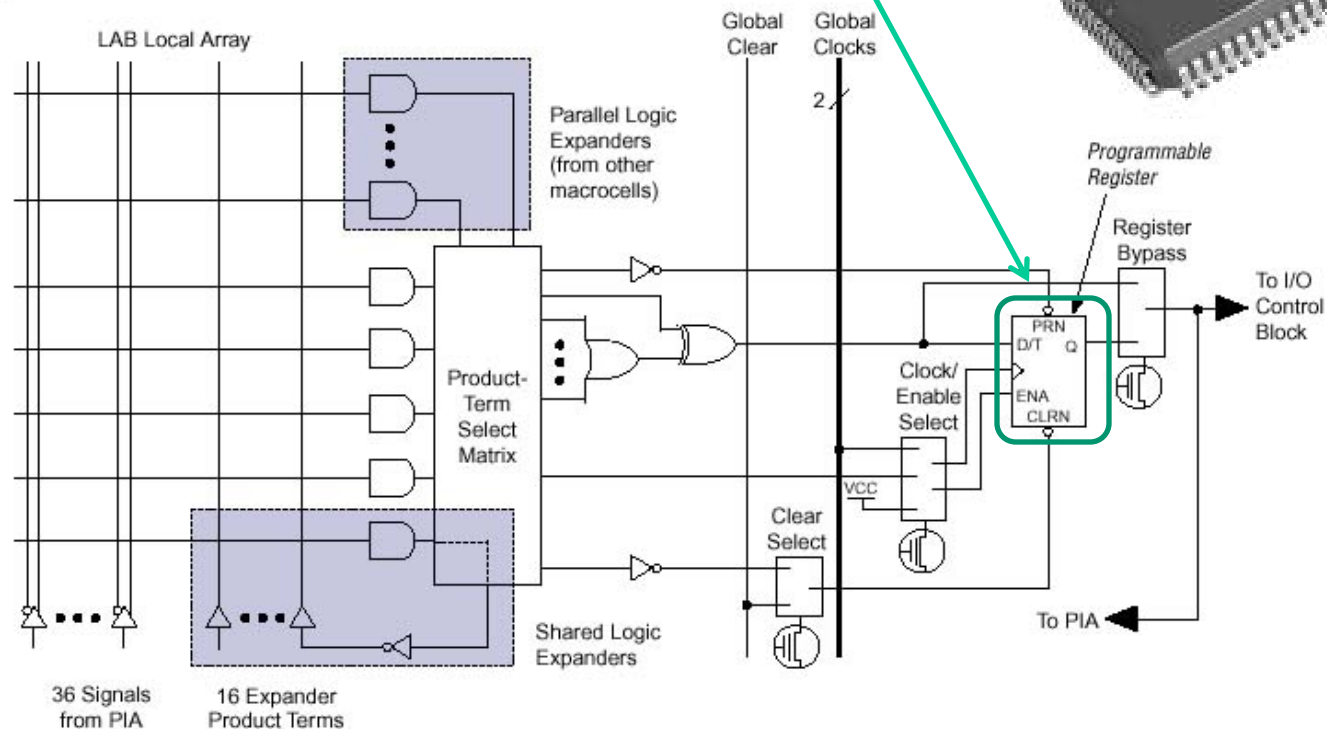 LAB Local Array
Global
Clear
Global
Clocks
2
Parallel Logic
Expanders
(from other
macrocells)
Programmable
Register
Register
Bypass
To I/O
Control
Block
PRN
D/T Q
ENA
CLRN
Clock/
Enable
Select
Product-
Term
Select
Matrix
VCC
Clear
Select
To PIA
Shared Logic
Expanders
36 Signals
from PIA
16 Expander
Product Terms